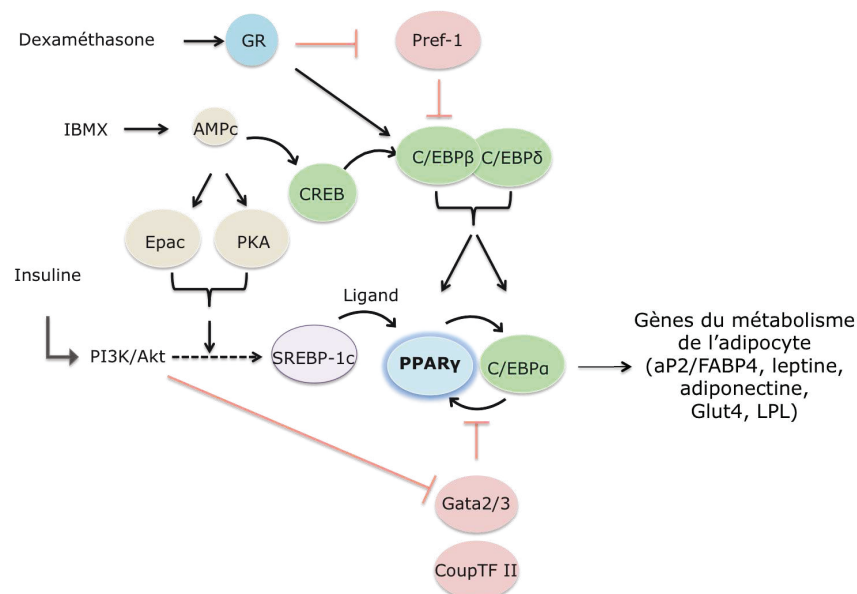 Dexaméthasone
GR
Pref-1
IBMX
AMPc
C/EBPβ
C/EBPδ
CREB
Epac
PKA
Insuline
Ligand
PI3K/Akt
SREBP-1c
PPARγ
C/EBPα
Gènes du métabolisme
de l’adipocyte
(aP2/FABP4, leptine,
adiponectine,
Glut4, LPL)
Gata2/3
CoupTF II